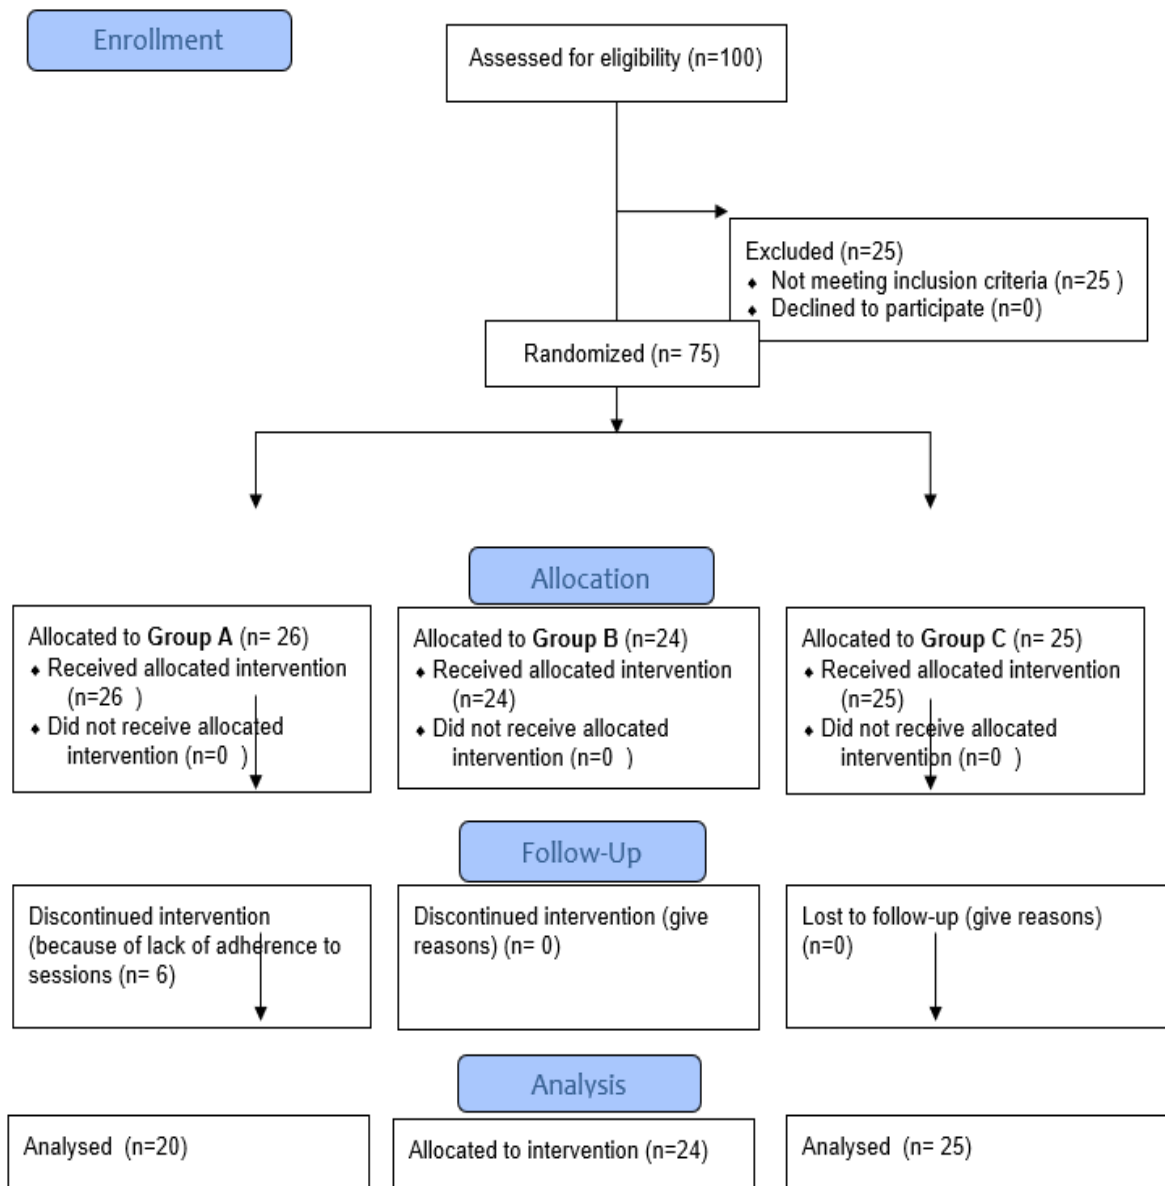 Enrollment
Assessed for eligibility (n=100)
Excluded (n=25)
♦ Not meeting inclusion criteria (n=25 )
♦ Declined to participate (n=0)
Randomized (n= 75)
Allocation
Allocated to Group A (n= 26)
♦ Received allocated intervention
(n=26 )
♦ Did not receive allocated
intervention (n=0 )
Allocated to Group B (n=24)
♦ Received allocated intervention
(n=24)
♦ Did not receive allocated
intervention (n=0 )
Allocated to Group C (n= 25)
♦ Received allocated intervention
(n=25)
♦ Did not receive allocated
intervention (n=0 )
Follow-Up
Discontinued intervention
(because of lack of adherence to
sessions (n= 6)
Discontinued intervention (give
reasons) (n= 0)
Lost to follow-up (give reasons)
(n=0)
Analysis
Analysed (n=20)
Allocated to intervention (n=24)
Analysed (n= 25)